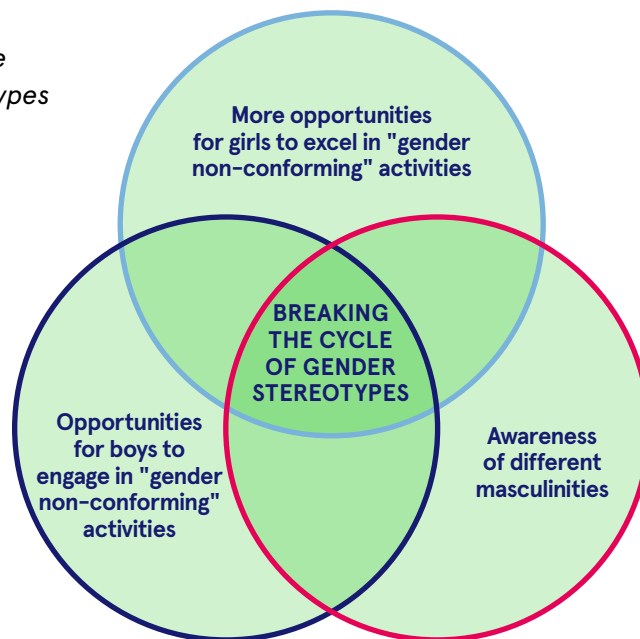 More opportunities
for girls to excel in "gender
non-conforming" activities
BREAKING
THE CYCLE
OF GENDER
STEREOTYPES
Opportunities
for boys to
engage in "gender
non-conforming"
activities
Awareness
of different
masculinities